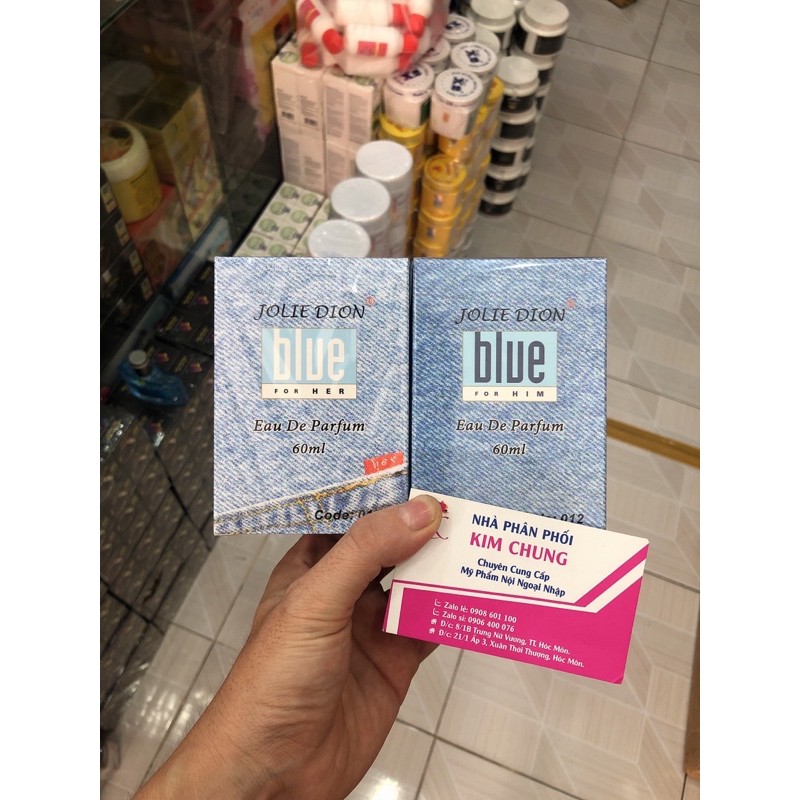 JOLIE DION
blue
FOR HER
Eau De Parfum
60ml
Code: 01
JOLIE DION
blue
FOR HIM
Eau De Parfum
60ml
012
NHÀ PHÂN PHỐI
KIM CHUNG
Chuyên Cung Cấp
Mỹ Phẩm Nội Ngoại Nhập
Zalo lẻ: 0908 601 100
Zalo sỉ: 0906 400 076
Đ/c: 8/1B Trưng Nữ Vương, TT, Hóc Môn.
Đ/c: 21/1 Ấp 3, Xuân Thới Thượng, Hóc Môn.